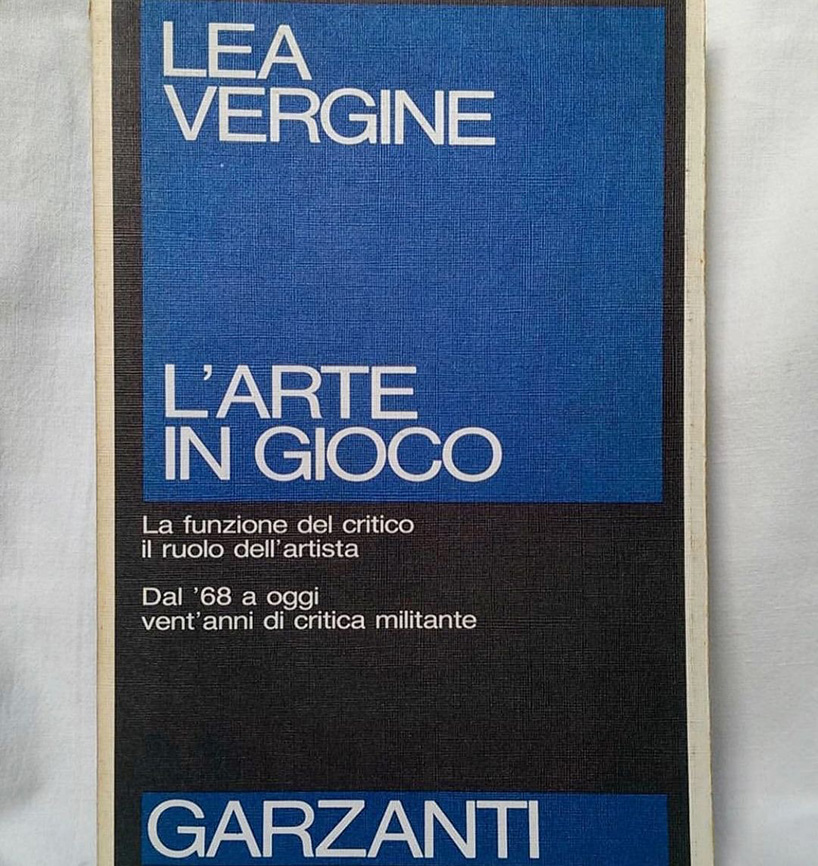 LEA
VERGINE
L'ARTE
IN GIOCO
La funzione del critico
il ruolo dell'artista
Dal '68 a oggi
vent'anni di critica militante
GARZANTI